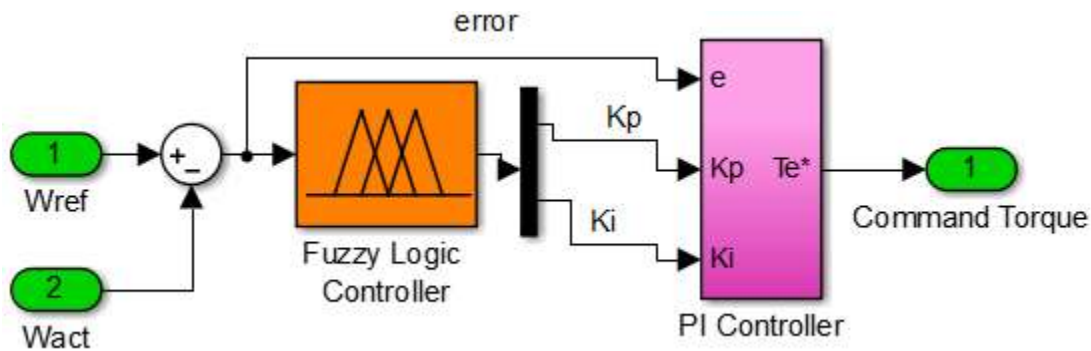 error
1
Wref
+
−
2
Wact
Fuzzy Logic
Controller
Kp
Ki
e
Kp
Ki
Te*
PI Controller
1
Command Torque